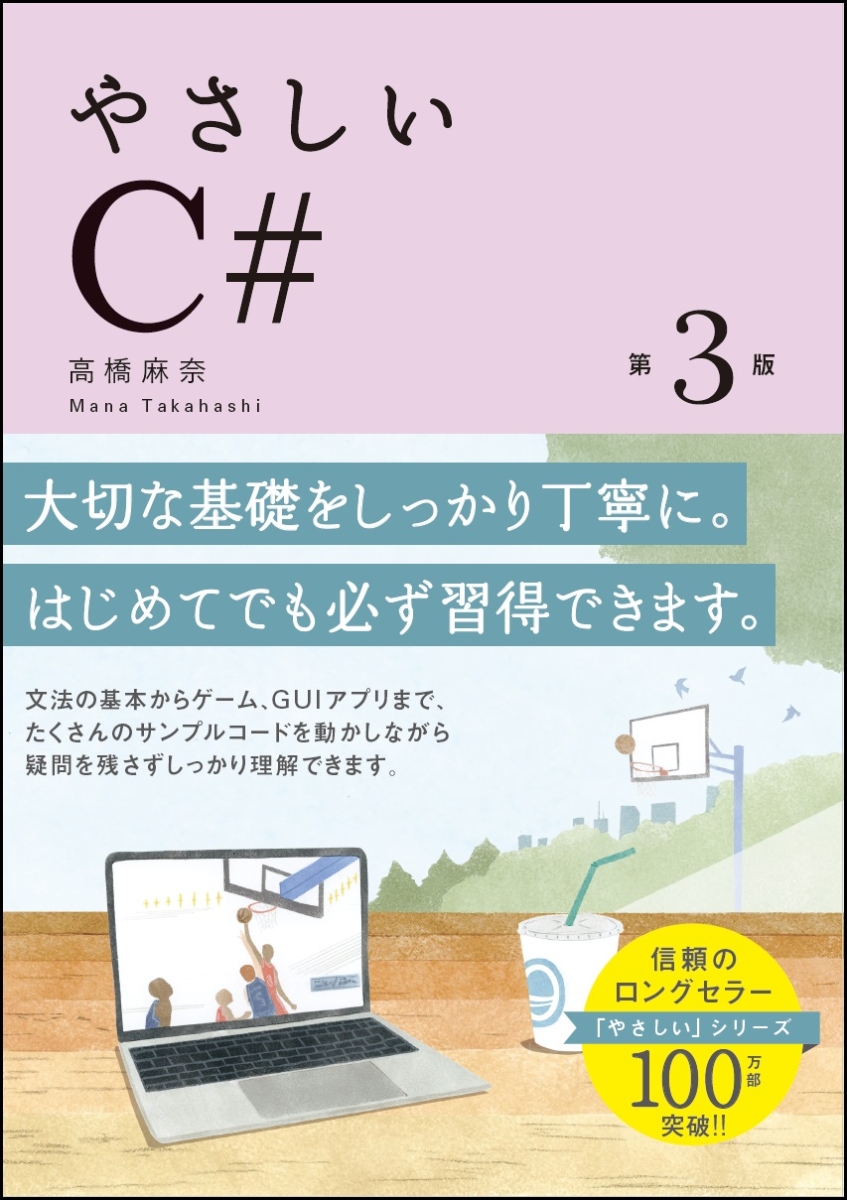 やさしい
C#
高橋麻奈
Mana Takahashi
第3版
大切な基礎をしっかり丁寧に。
はじめてでも必ず習得できます。
文法の基本からゲーム、GUIアプリまで、
たくさんのサンプルコードを動かしながら
疑問を残さずしっかり理解できます。
信頼の
ロングセラー
「やさしい」シリーズ
100万部
突破!!